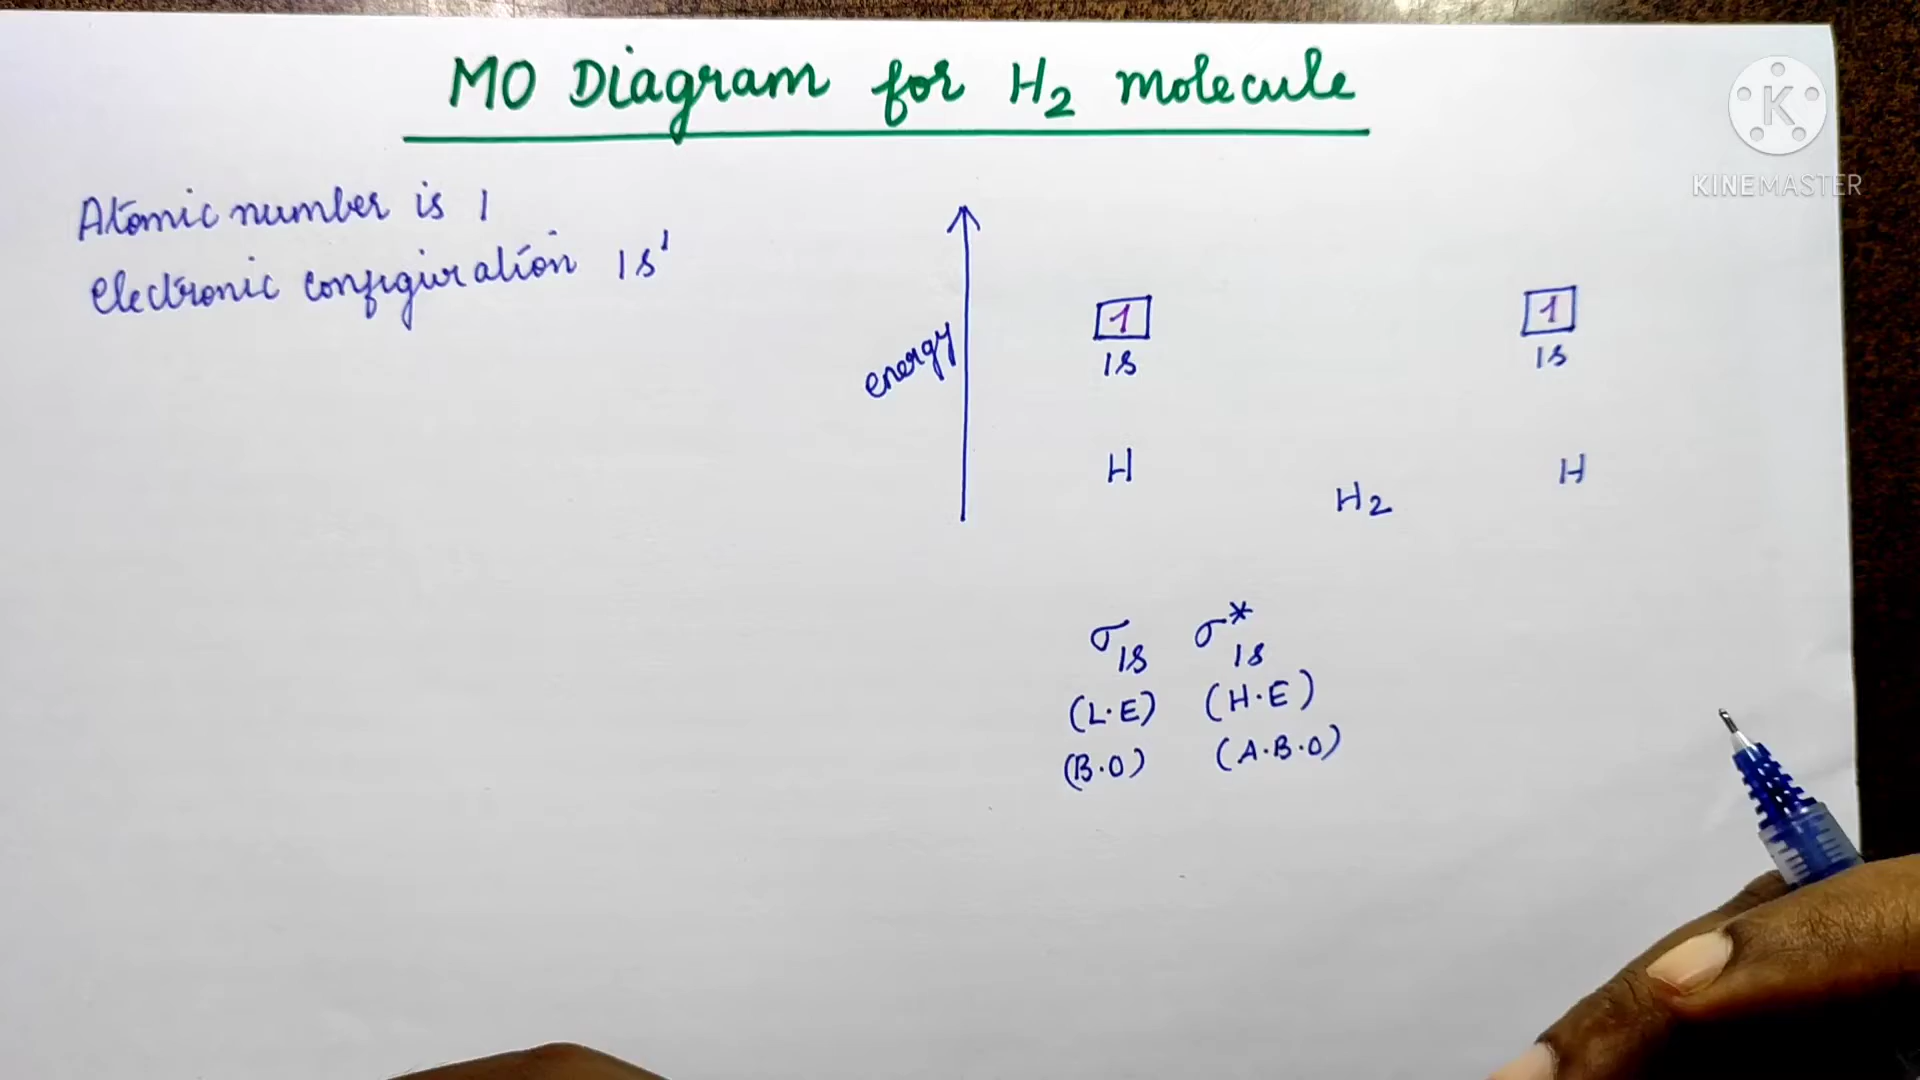 MO Diagram for H₂ molecule
K
KINEMASTER
Atomic number is 1
Electronic configuration 1s¹
energy
1 1
1s 1s
H H
H₂
σ1s σ*1s
(L.E) (H.E)
(B.O) (A.B.O)